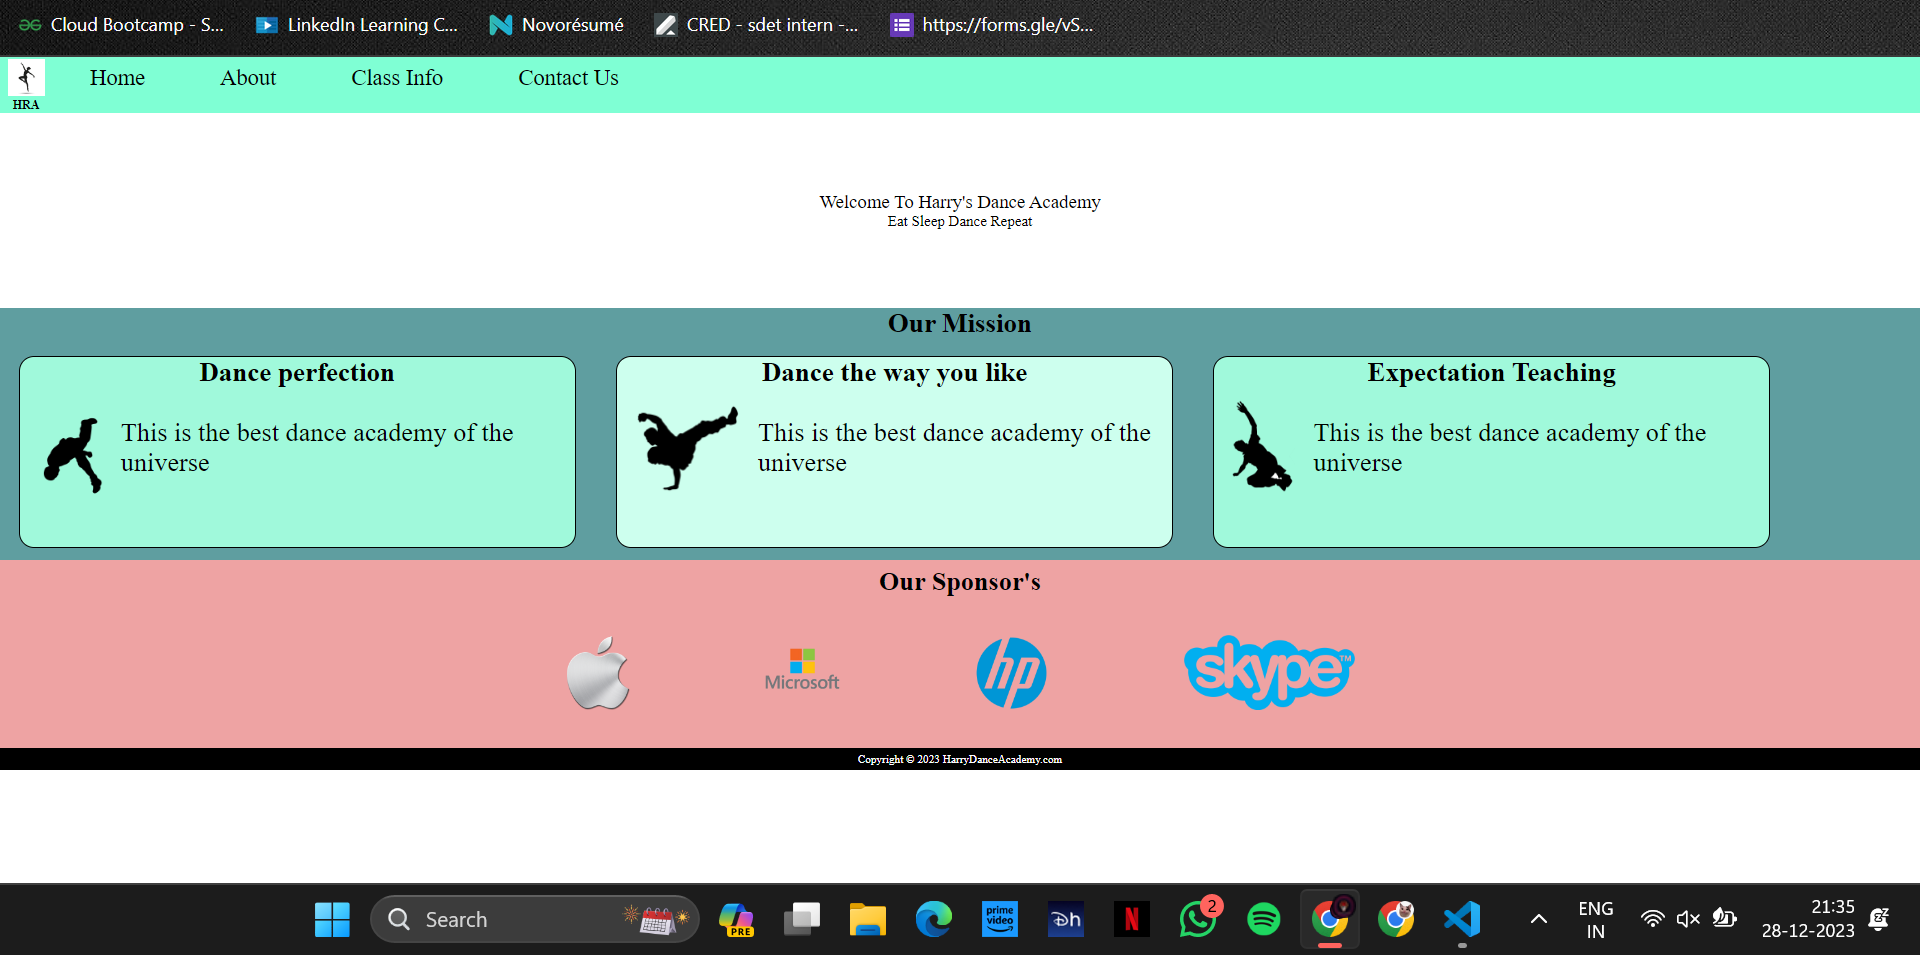 Cloud Bootcamp - S... LinkedIn Learning C... Novorésumé CRED - sdet intern -... https://forms.gle/vS...
HRA
Home About Class Info Contact Us
Welcome To Harry's Dance Academy
Eat Sleep Dance Repeat
Our Mission
Dance perfection
This is the best dance academy of the
universe
Dance the way you like
This is the best dance academy of the
universe
Expectation Teaching
This is the best dance academy of the
universe
Our Sponsor's
Microsoft
hp
skype™
Copyright © 2023 HarryDanceAcademy.com
Search
PRE
prime
video
Dh
N
2
ENG
IN
21:35
28-12-2023